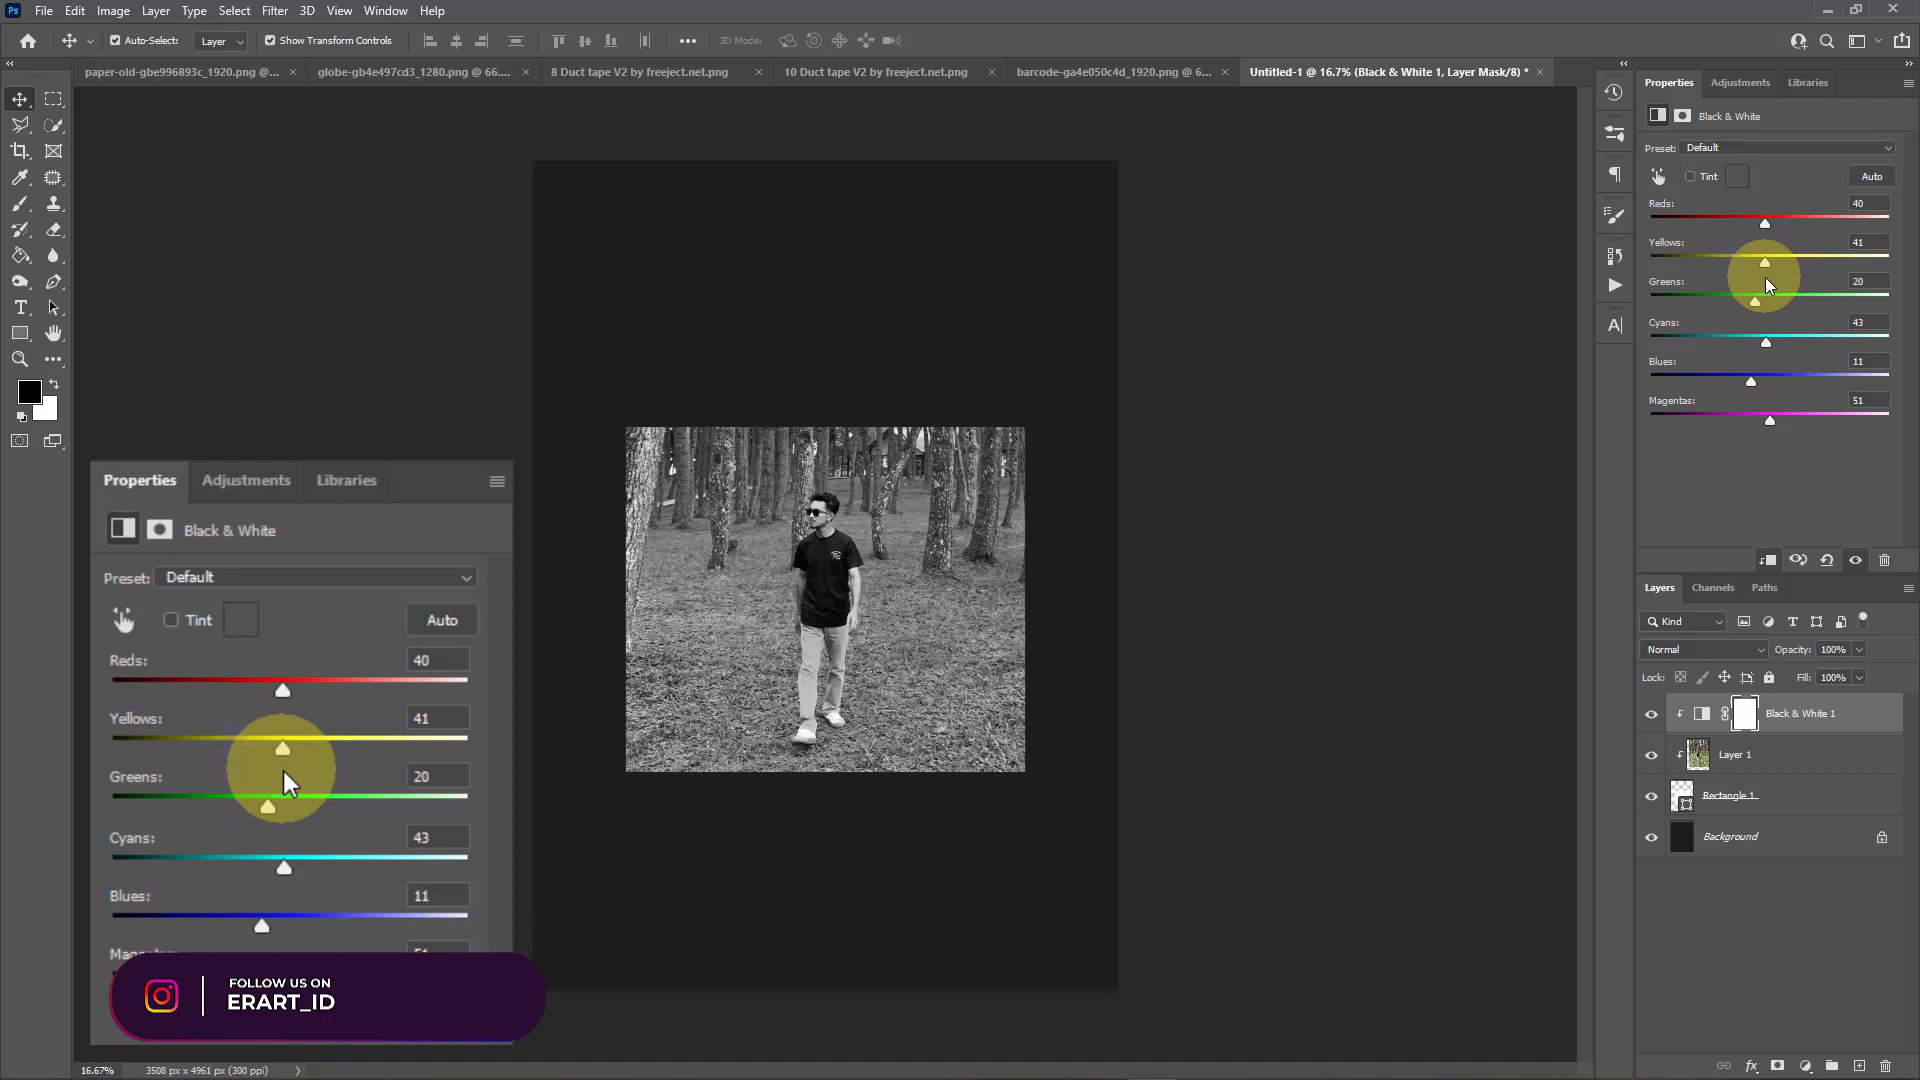 Ps File Edit Image Layer Type Select Filter 3D View Window Help
Auto-Select: Layer Show Transform Controls 3D Mode:
paper-old-gbe996893c_1920.png @... globe-gb4e497cd3_1280.png @ 66.... 8 Duct tape V2 by freeject.net.png 10 Duct tape V2 by freeject.net.png barcode-ga4e050c4d_1920.png @ 6... Untitled-1 @ 16.7% (Black & White 1, Layer Mask/8) *
Properties Adjustments Libraries
Black & White
Preset: Default
Tint Auto
Reds: 40
Yellows: 41
Greens: 20
Cyans: 43
Blues: 11
Magentas: 51
Properties Adjustments Libraries
Black & White
Preset: Default
Tint Auto
Reds: 40
Yellows: 41
Greens: 20
Cyans: 43
Blues: 11
FOLLOW US ON
ERART_ID
Layers Channels Paths
Kind
Normal Opacity: 100%
Lock: Fill: 100%
Black & White 1
Layer 1
Rectangle 1
Background
16.67% 3508 px x 4961 px (300 ppi)